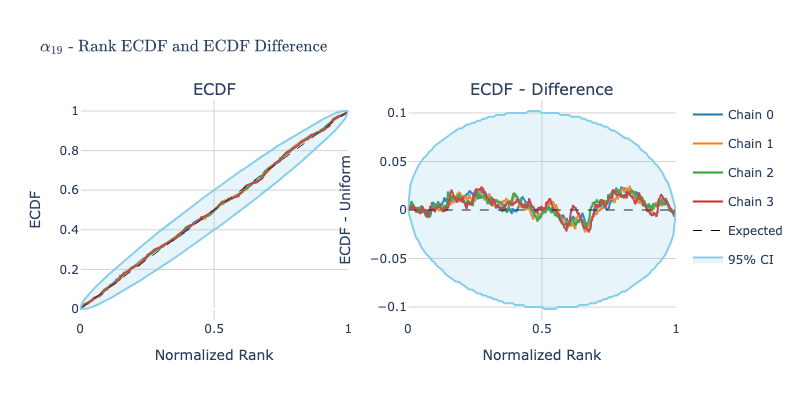 α₁₉ - Rank ECDF and ECDF Difference
ECDF
ECDF
1
0.8
0.6
0.4
0.2
0
0
0.5
1
Normalized Rank
ECDF - Difference
ECDF - Uniform
0.1
0.05
0
−0.05
−0.1
0
0.5
1
Normalized Rank
Chain 0
Chain 1
Chain 2
Chain 3
Expected
95% CI